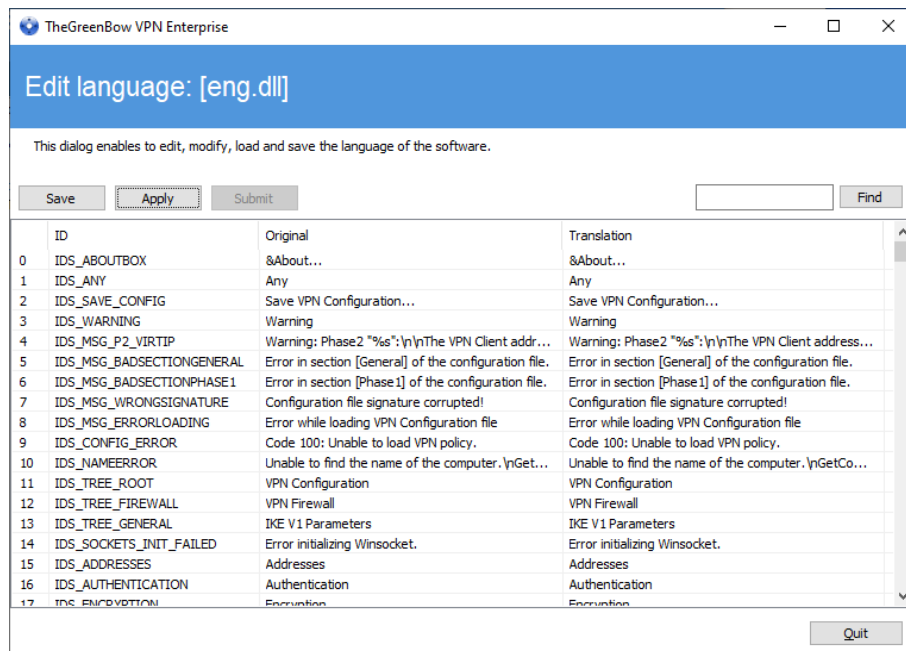 TheGreenBow VPN Enterprise
Edit language: [eng.dll]
This dialog enables to edit, modify, load and save the language of the software.
Save Apply Submit Find
ID Original Translation
0 IDS_ABOUTBOX &About... &About...
1 IDS_ANY Any Any
2 IDS_SAVE_CONFIG Save VPN Configuration... Save VPN Configuration...
3 IDS_WARNING Warning Warning
4 IDS_MSG_P2_VIRTIP Warning: Phase2 "%s":\n\nThe VPN Client addr... Warning: Phase2 "%s":\n\nThe VPN Client address...
5 IDS_MSG_BADSECTIONGENERAL Error in section [General] of the configuration file. Error in section [General] of the configuration file.
6 IDS_MSG_BADSECTIONPHASE1 Error in section [Phase1] of the configuration file. Error in section [Phase1] of the configuration file.
7 IDS_MSG_WRONGSIGNATURE Configuration file signature corrupted! Configuration file signature corrupted!
8 IDS_MSG_ERRORLOADING Error while loading VPN Configuration file Error while loading VPN Configuration file
9 IDS_CONFIG_ERROR Code 100: Unable to load VPN policy. Code 100: Unable to load VPN policy.
10 IDS_NAMEERROR Unable to find the name of the computer.\nGet... Unable to find the name of the computer.\nGetCo...
11 IDS_TREE_ROOT VPN Configuration VPN Configuration
12 IDS_TREE_FIREWALL VPN Firewall VPN Firewall
13 IDS_TREE_GENERAL IKE V1 Parameters IKE V1 Parameters
14 IDS_SOCKETS_INIT_FAILED Error initializing Winsocket. Error initializing Winsocket.
15 IDS_ADDRESSES Addresses Addresses
16 IDS_AUTHENTICATION Authentication Authentication
17 IDS_ENCRYPTION Encryption Encryption
Quit